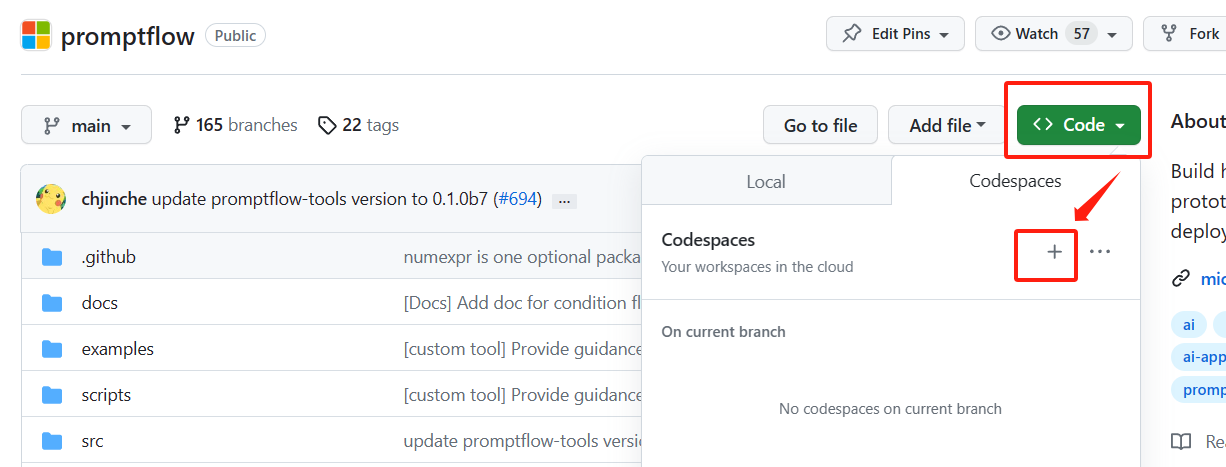 promptflow Public Edit Pins Watch 57 Fork
main 165 branches 22 tags Go to file Add file <> Code
About
Local Codespaces
chjinche update promptflow-tools version to 0.1.0b7 (#694) ...
Codespaces +
Your workspaces in the cloud
.github numexpr is one optional packa
docs [Docs] Add doc for condition fl
On current branch
examples [custom tool] Provide guidance
scripts [custom tool] Provide guidance
No codespaces on current branch
src update promptflow-tools versio
Build h
protot
deploy
mic
ai
ai-app
promp
Rea